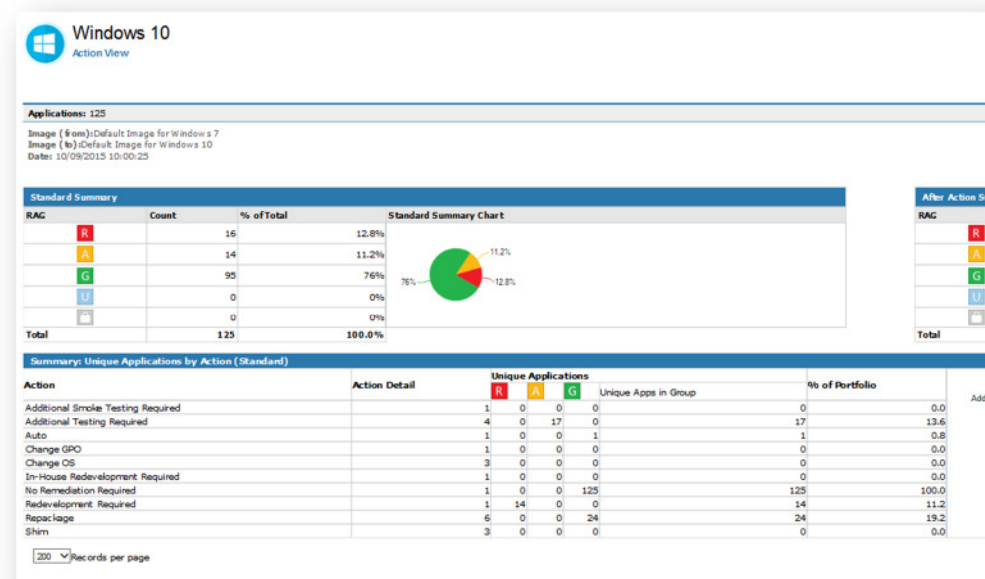 Windows 10
Action View
Applications: 125
Image (from):Default Image for Windows 7
Image (to):Default Image for Windows 10
Date: 10/09/2015 10:00:25
Standard Summary
RAG Count % of Total Standard Summary Chart
R 16 12.8%
A 14 11.2%
G 95 76%
U 0 0%
0 0%
Total 125 100.0%
11.2%
76%
12.8%
After Action S
RAG
R
A
G
U
Total
Summary: Unique Applications by Action (Standard)
Action Action Detail Unique Applications % of Portfolio
R A G Unique Apps in Group
Add
Additional Smoke Testing Required 1 0 0 0 0 0.0
Additional Testing Required 4 0 17 0 17 13.6
Auto 1 0 0 1 1 0.8
Change GPO 1 0 0 0 0 0.0
Change OS 3 0 0 0 0 0.0
In-House Redevelopment Required 1 0 0 0 0 0.0
No Remediation Required 1 0 0 125 125 100.0
Redevelopment Required 1 14 0 0 14 11.2
Repackage 6 0 0 24 24 19.2
Shim 3 0 0 0 0 0.0
200 Records per page